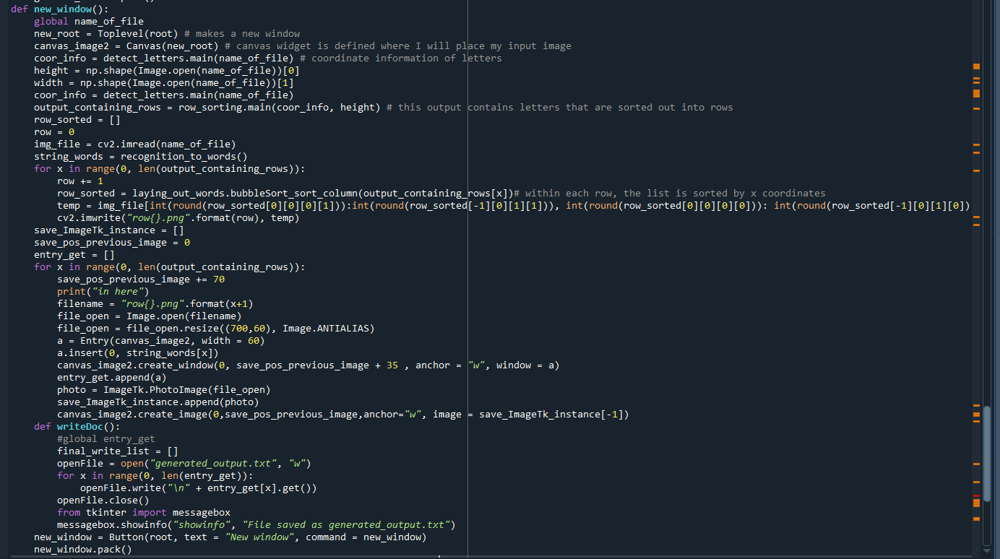 def new_window():
    global name_of_file
    new_root = Toplevel(root) # makes a new window
    canvas_image2 = Canvas(new_root) # canvas widget is defined where I will place my input image
    coor_info = detect_letters.main(name_of_file) # coordinate information of letters
    height = np.shape(Image.open(name_of_file))[0]
    width = np.shape(Image.open(name_of_file))[1]
    coor_info = detect_letters.main(name_of_file)
    output_containing_rows = row_sorting.main(coor_info, height) # this output contains letters that are sorted out into rows
    row_sorted = []
    row = 0
    img_file = cv2.imread(name_of_file)
    string_words = recognition_to_words()
    for x in range(0, len(output_containing_rows)):
        row += 1
        row_sorted = laying_out_words.bubbleSort_sort_column(output_containing_rows[x])# within each row, the list is sorted by x coordinates
        temp = img_file[int(round(row_sorted[0][0][0][1])):int(round(row_sorted[-1][0][1][1])), int(round(row_sorted[0][0][0][0])): int(round(row_sorted[-1][0][1][0])
        cv2.imwrite("row{}.png".format(row), temp)
    save_ImageTk_instance = []
    save_pos_previous_image = 0
    entry_get = []
    for x in range(0, len(output_containing_rows)):
        save_pos_previous_image += 70
        print("in here")
        filename = "row{}.png".format(x+1)
        file_open = Image.open(filename)
        file_open = file_open.resize((700,60), Image.ANTIALIAS)
        a = Entry(canvas_image2, width = 60)
        a.insert(0, string_words[x])
        canvas_image2.create_window(0, save_pos_previous_image + 35 , anchor = "w", window = a)
        entry_get.append(a)
        photo = ImageTk.PhotoImage(file_open)
        save_ImageTk_instance.append(photo)
        canvas_image2.create_image(0,save_pos_previous_image,anchor="w", image = save_ImageTk_instance[-1])
    def writeDoc():
        #global entry_get
        final_write_list = []
        openFile = open("generated_output.txt", "w")
        for x in range(0, len(entry_get)):
            openFile.write("\n" + entry_get[x].get())
        openFile.close()
        from tkinter import messagebox
        messagebox.showinfo("showinfo", "File saved as generated_output.txt")
    new_window = Button(root, text = "New window", command = new_window)
    new_window.pack()